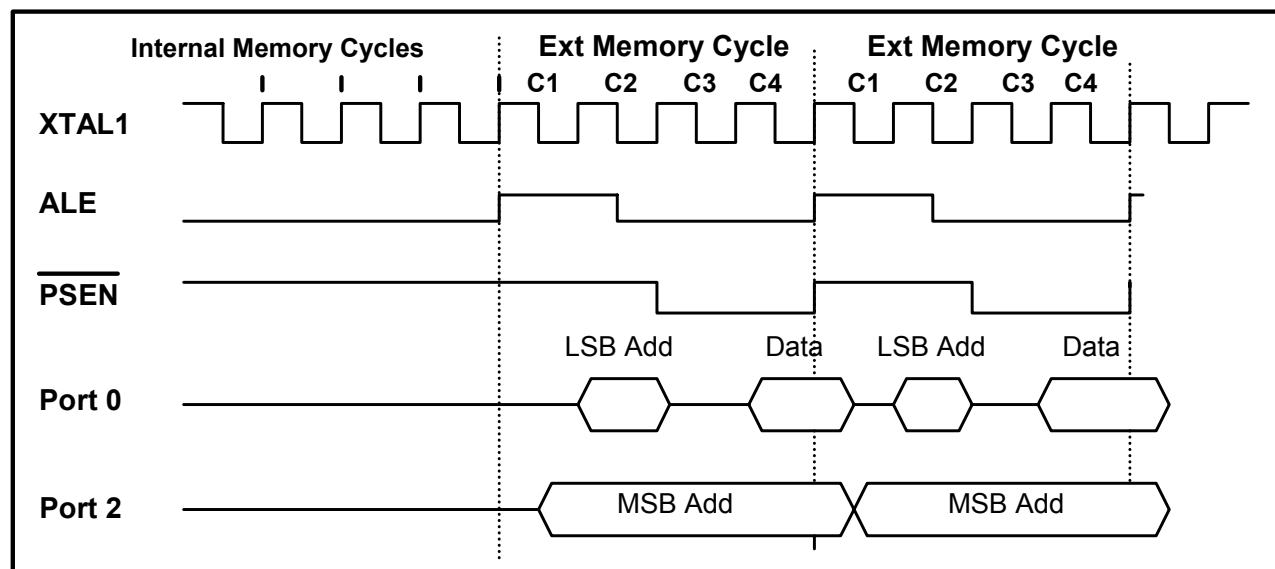 Internal Memory Cycles Ext Memory Cycle Ext Memory Cycle
C1 C2 C3 C4 C1 C2 C3 C4
XTAL1
ALE
PSEN
LSB Add Data LSB Add Data
Port 0
Port 2 MSB Add MSB Add